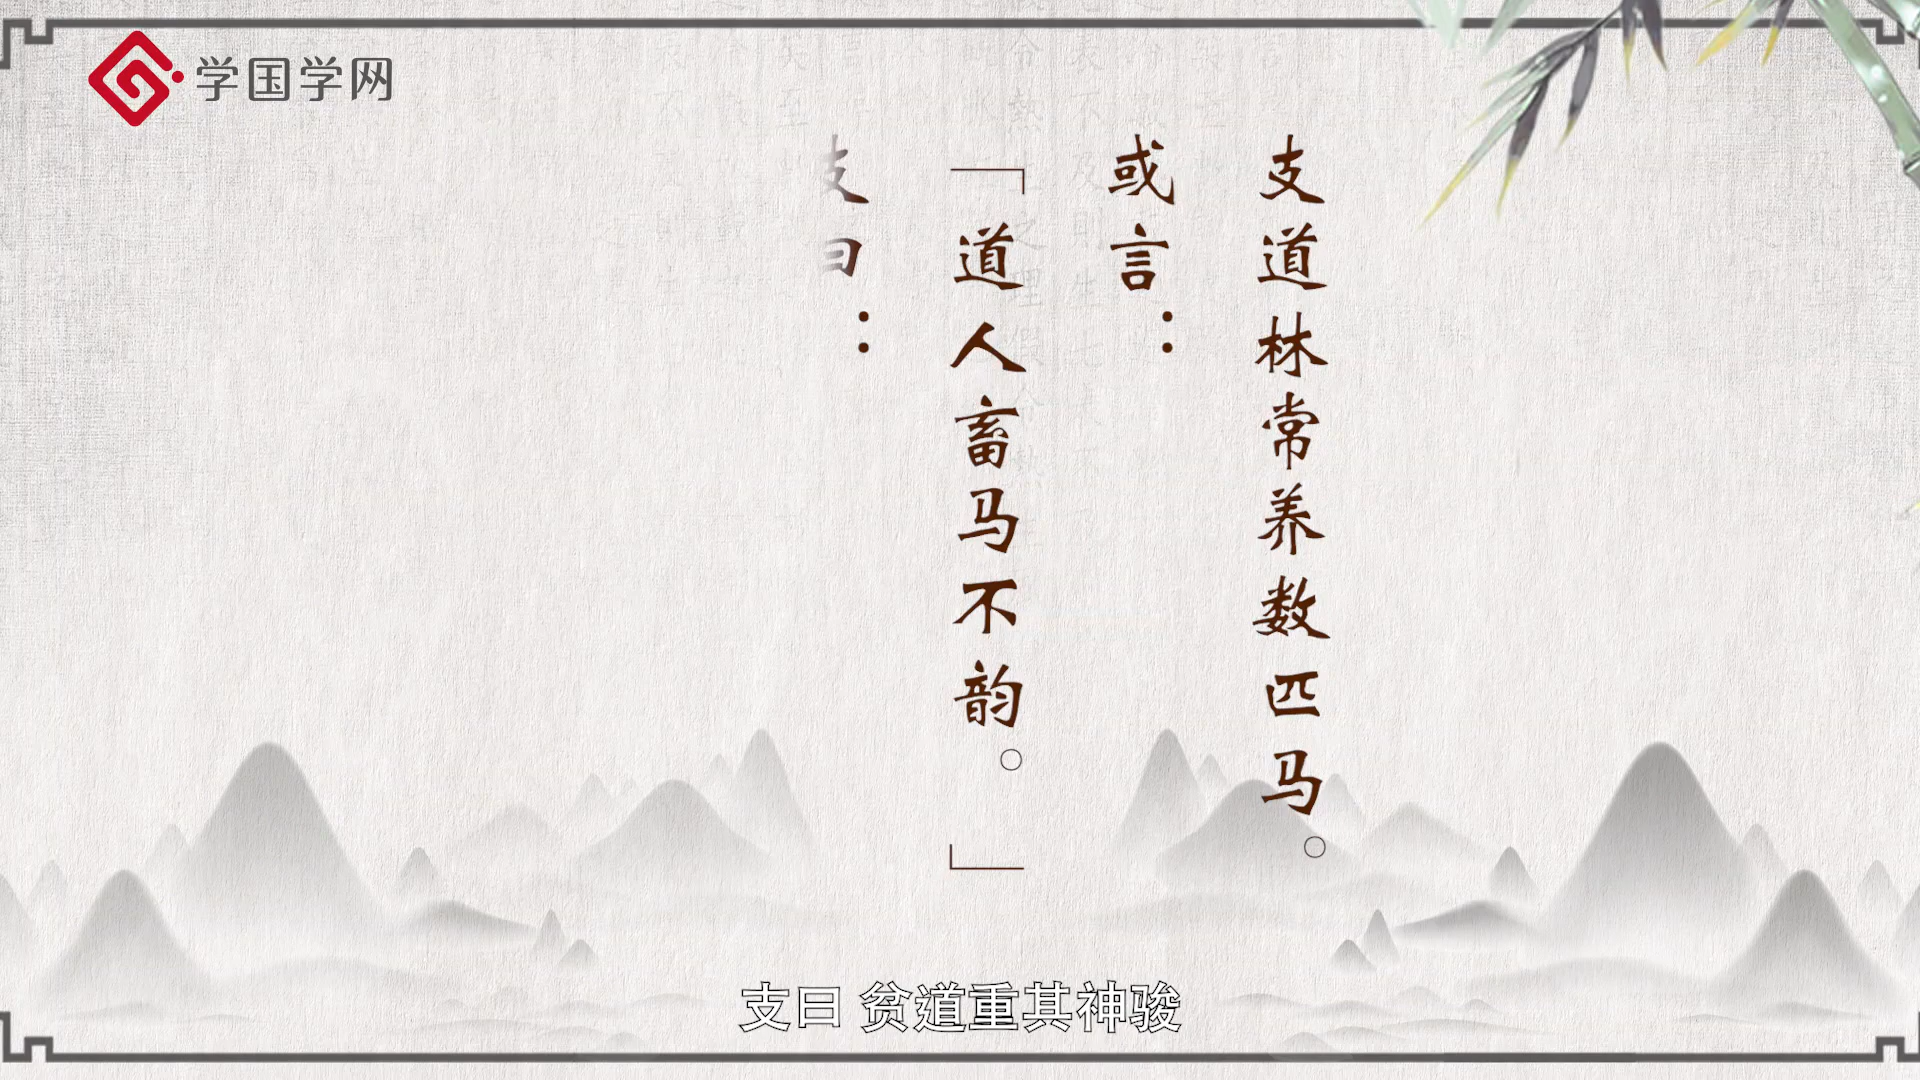 学国学网
支道林常养数匹马。
或言：
「道人畜马不韵。」
支曰：
支曰 贫道重其神骏